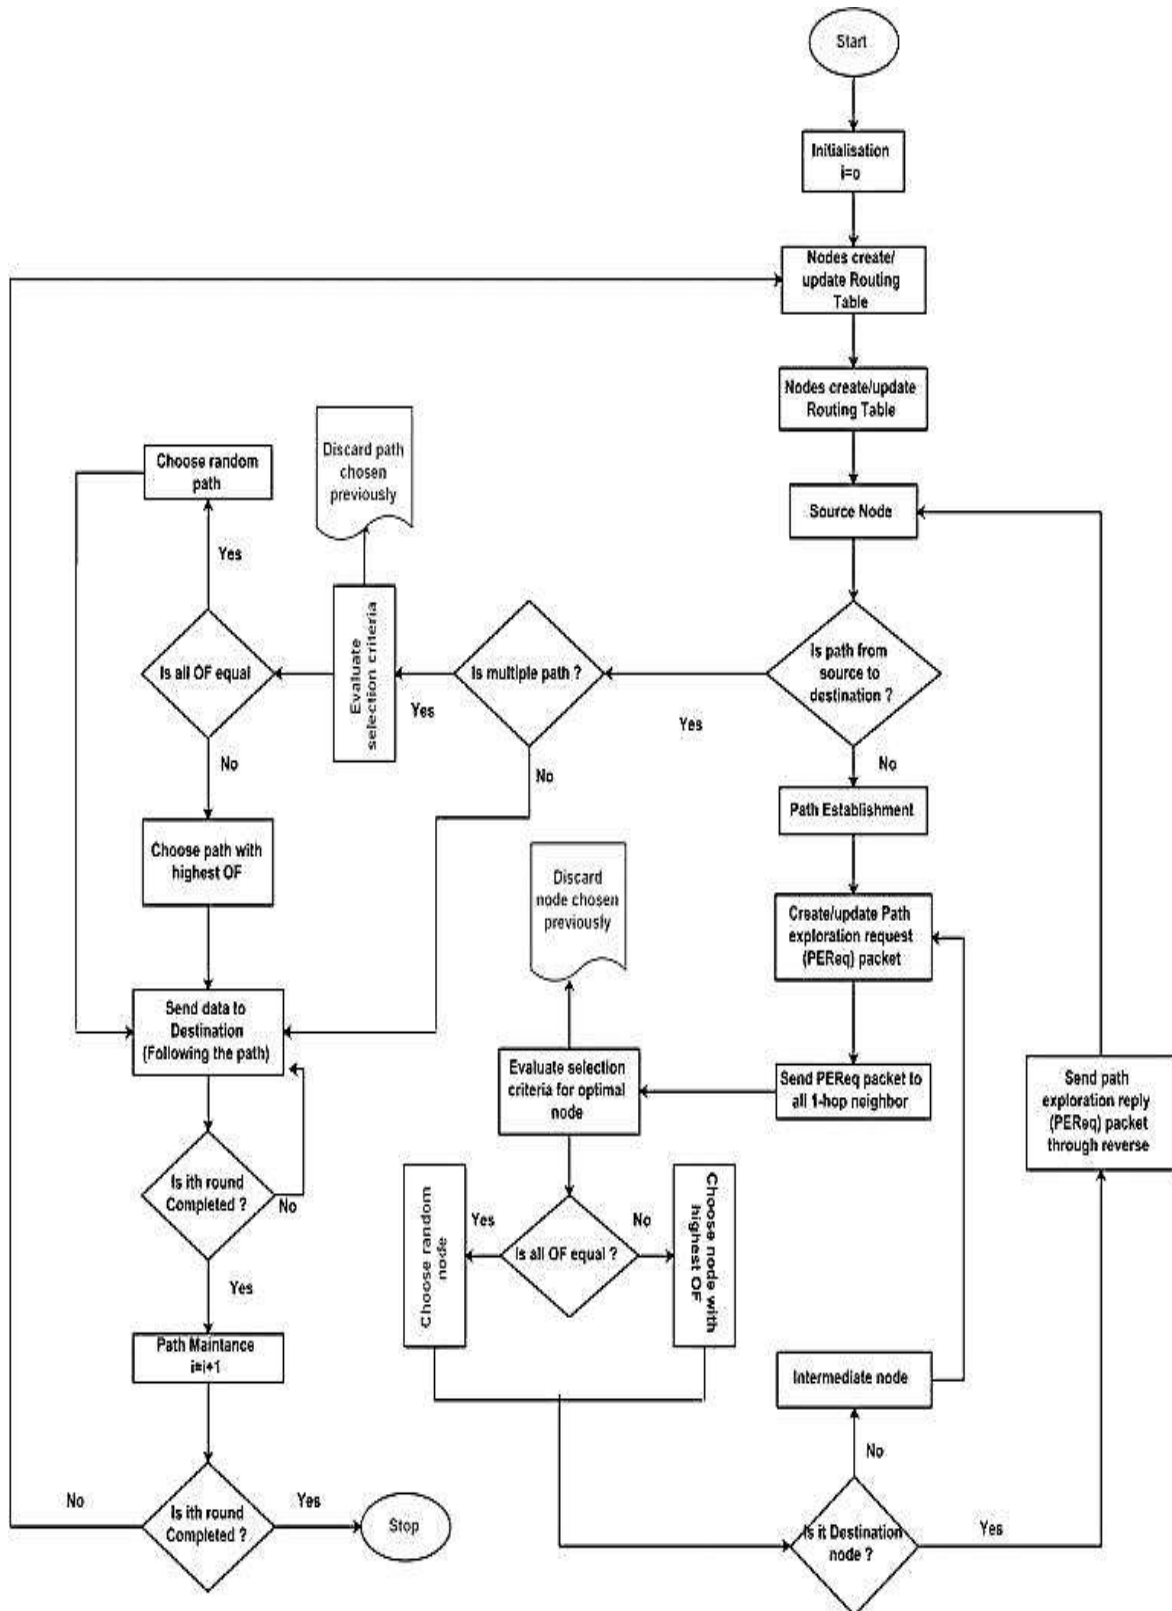 Start
Initialisation
i=o
Nodes create/
update Routing
Table
Nodes create/update
Routing Table
Source Node
Is path from
source to
destination ?
Yes
No
Is multiple path ?
Yes
No
Evaluate
selection criteria
Discard path
chosen
previously
Is all OF equal
Yes
No
Choose random
path
Choose path with
highest OF
Send data to
Destination
(Following the path)
Is ith round
Completed ?
No
Yes
Path Maintance
i=i+1
Is ith round
Completed ?
No
Yes
Stop
Path Establishment
Create/update Path
exploration request
(PEReq) packet
Send PEReq packet to
all 1-hop neighbor
Evaluate selection
criteria for optimal
node
Discard
node chosen
previously
Is all OF equal ?
Yes
No
Choose random
node
Choose node with
highest OF
Is it Destination
node ?
No
Yes
Intermediate node
Send path
exploration reply
(PEReq) packet
through reverse